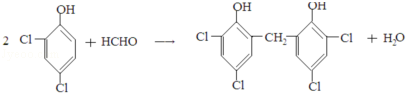 OH OH OH
2 Cl + HCHO ⟶ Cl CH₂ Cl + H₂O
Cl Cl Cl